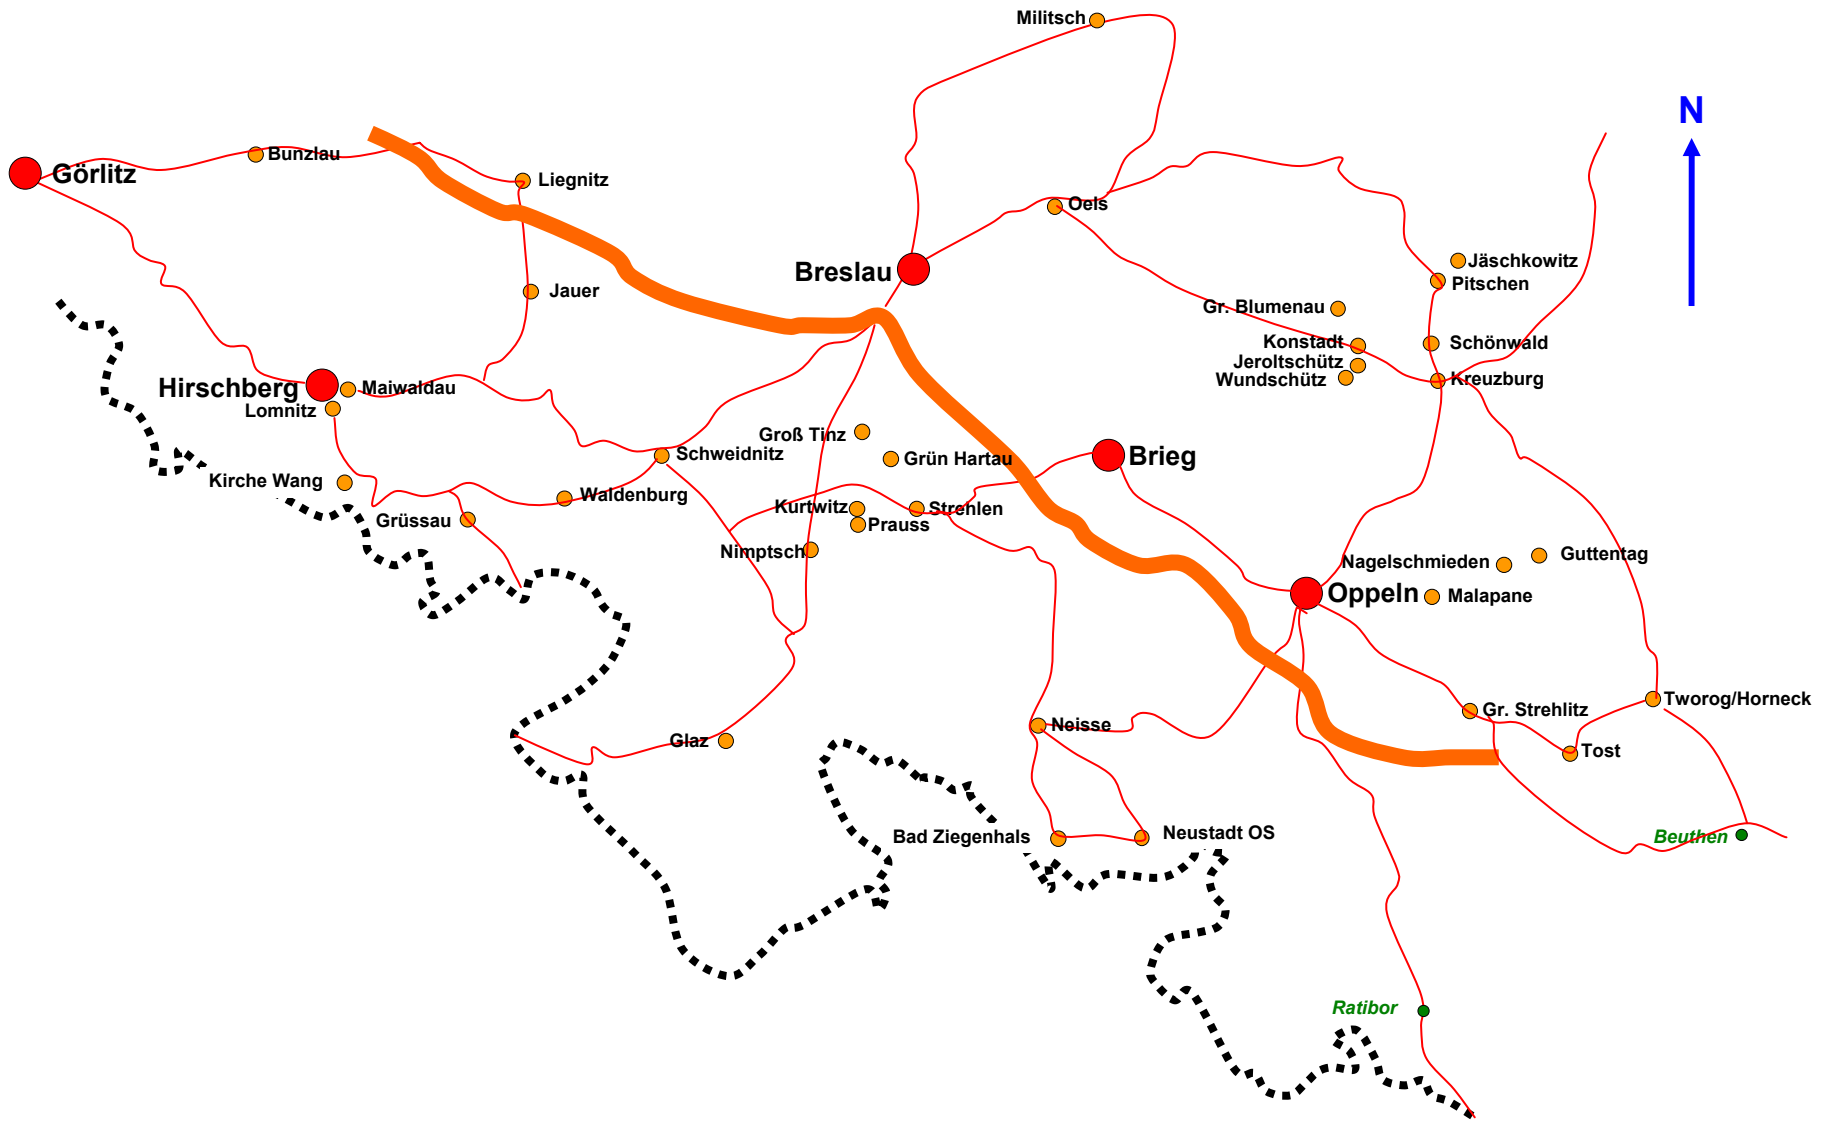 Militsch
N
Bunzlau
Görlitz
Liegnitz
Oels
Breslau
Jäschkowitz
Pitschen
Jauer
Gr. Blumenau
Konstadt
Schönwald
Jeroltschütz
Wundschütz
Kreuzburg
Hirschberg
Maiwaldau
Lomnitz
Groß Tinz
Schweidnitz
Grün Hartau
Brieg
Kirche Wang
Waldenburg
Kurtwitz
Strehlen
Grüssau
Prauss
Nimptsch
Nagelschmieden
Guttentag
Oppeln
Malapane
Tworog/Horneck
Gr. Strehlitz
Neisse
Glaz
Tost
Bad Ziegenhals
Neustadt OS
Beuthen
Ratibor